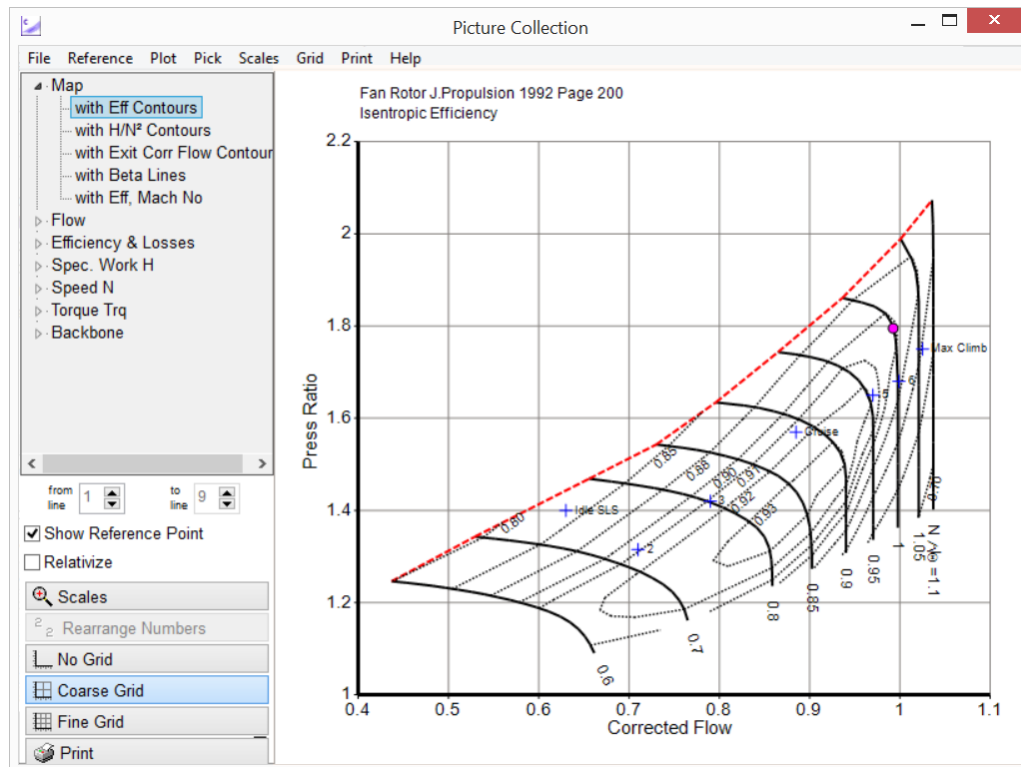 Picture Collection
File Reference Plot Pick Scales Grid Print Help
Map
with Eff Contours
with H/N² Contours
with Exit Corr Flow Contour
with Beta Lines
with Eff, Mach No
Flow
Efficiency & Losses
Spec. Work H
Speed N
Torque Trq
Backbone
from line 1 to line 9
Show Reference Point
Relativize
Scales
Rearrange Numbers
No Grid
Coarse Grid
Fine Grid
Print
Fan Rotor J.Propulsion 1992 Page 200
Isentropic Efficiency
Press Ratio
2.2
2
1.8
1.6
1.4
1.2
1
0.4 0.5 0.6 0.7 0.8 0.9 1 1.1
Corrected Flow
Max Climb
6
5
Cruise
3
Idle SLS
2
0.80
0.85
0.88
0.90
0.91
0.92
0.93
0.6
0.7
0.8
0.85
0.9
0.95
1
1.05